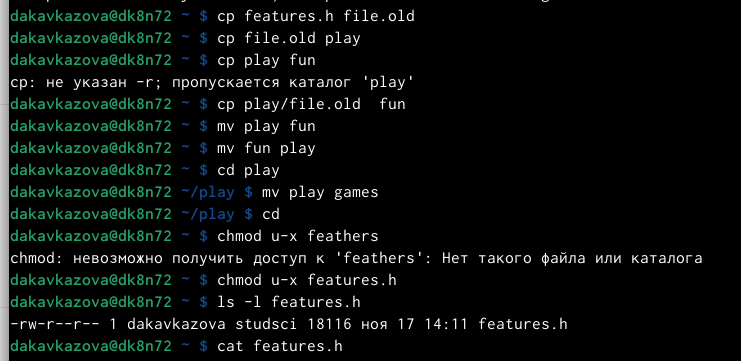 dakavkazova@dk8n72 ~ $ cp features.h file.old
dakavkazova@dk8n72 ~ $ cp file.old play
dakavkazova@dk8n72 ~ $ cp play fun
cp: не указан -r; пропускается каталог 'play'
dakavkazova@dk8n72 ~ $ cp play/file.old  fun
dakavkazova@dk8n72 ~ $ mv play fun
dakavkazova@dk8n72 ~ $ mv fun play
dakavkazova@dk8n72 ~ $ cd play
dakavkazova@dk8n72 ~/play $ mv play games
dakavkazova@dk8n72 ~/play $ cd
dakavkazova@dk8n72 ~ $ chmod u-x feathers
chmod: невозможно получить доступ к 'feathers': Нет такого файла или каталога
dakavkazova@dk8n72 ~ $ chmod u-x features.h
dakavkazova@dk8n72 ~ $ ls -l features.h
-rw-r--r-- 1 dakavkazova studsci 18116 ноя 17 14:11 features.h
dakavkazova@dk8n72 ~ $ cat features.h